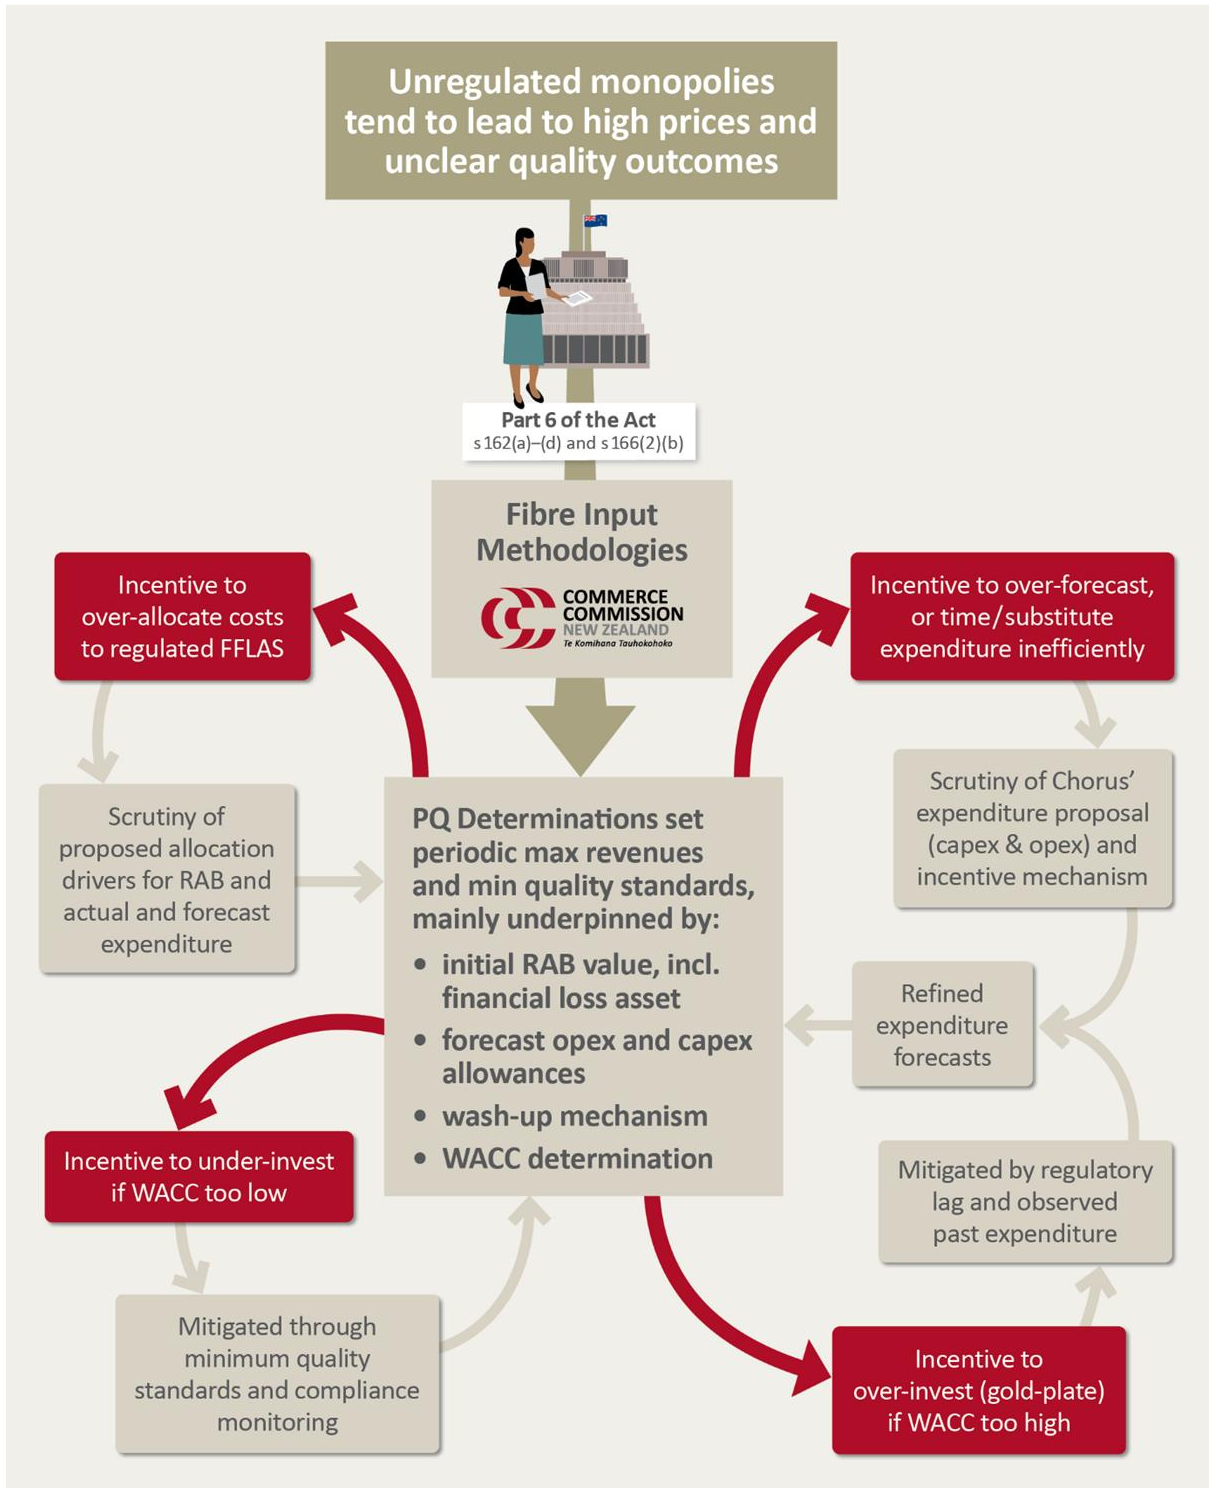 Unregulated monopolies
tend to lead to high prices and
unclear quality outcomes
Part 6 of the Act
s162(a)–(d) and s166(2)(b)
Fibre Input
Methodologies
COMMERCE
COMMISSION
NEW ZEALAND
Te Komihana Tauhokohoko
Incentive to
over-allocate costs
to regulated FFLAS
Incentive to over-forecast,
or time/substitute
expenditure inefficiently
Scrutiny of
proposed allocation
drivers for RAB and
actual and forecast
expenditure
PQ Determinations set
periodic max revenues
and min quality standards,
mainly underpinned by:
• initial RAB value, incl.
financial loss asset
• forecast opex and capex
allowances
• wash-up mechanism
• WACC determination
Scrutiny of Chorus’
expenditure proposal
(capex & opex) and
incentive mechanism
Refined
expenditure
forecasts
Incentive to under-invest
if WACC too low
Mitigated by regulatory
lag and observed
past expenditure
Mitigated through
minimum quality
standards and compliance
monitoring
Incentive to
over-invest (gold-plate)
if WACC too high